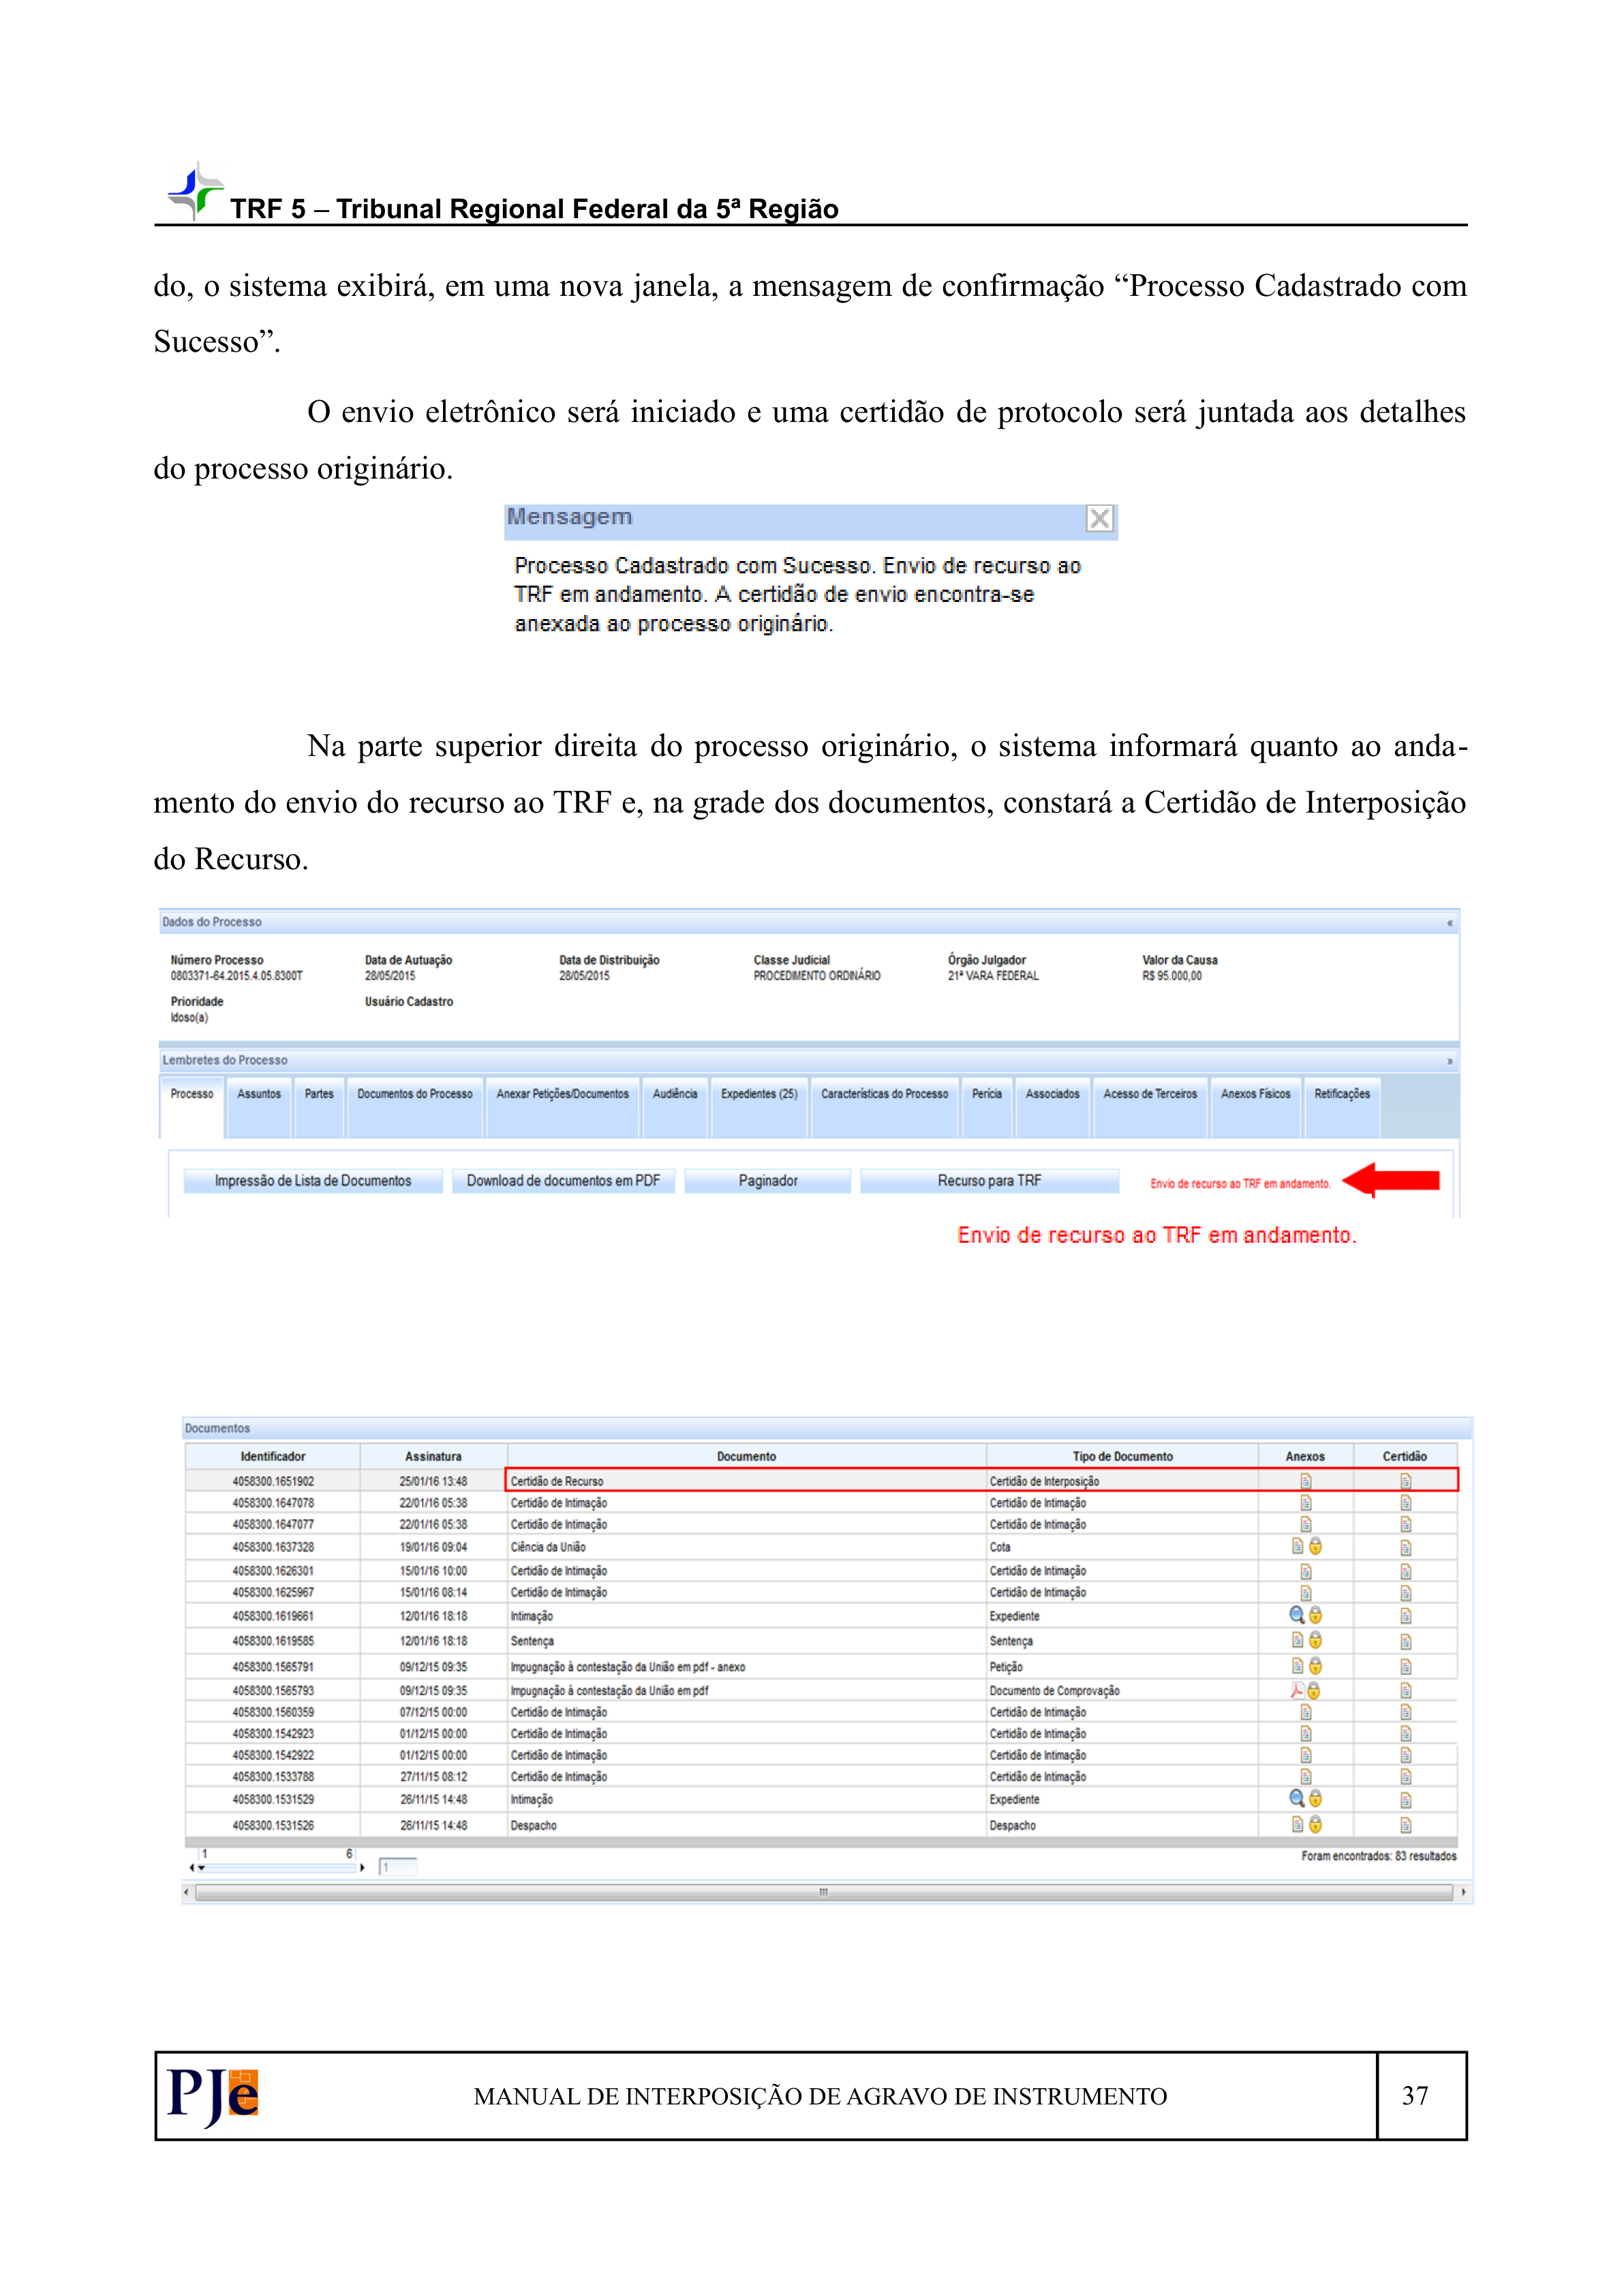 TRF 5 – Tribunal Regional Federal da 5ª Região
do, o sistema exibirá, em uma nova janela, a mensagem de confirmação “Processo Cadastrado com
Sucesso”.
O envio eletrônico será iniciado e uma certidão de protocolo será juntada aos detalhes
do processo originário.
Mensagem
Processo Cadastrado com Sucesso. Envio de recurso ao
TRF em andamento. A certidão de envio encontra-se
anexada ao processo originário.
Na parte superior direita do processo originário, o sistema informará quanto ao anda-
mento do envio do recurso ao TRF e, na grade dos documentos, constará a Certidão de Interposição
do Recurso.
Dados do Processo «
Número Processo Data de Autuação Data de Distribuição Classe Judicial Órgão Julgador Valor da Causa
0803371-64.2015.4.05.8300T 28/05/2015 28/05/2015 PROCEDIMENTO ORDINÁRIO 21ª VARA FEDERAL R$ 95.000,00
Prioridade Usuário Cadastro
Idoso(a)
Lembretes do Processo »
Processo Assuntos Partes Documentos do Processo Anexar Petições/Documentos Audiência Expedientes (25) Características do Processo Perícia Associados Acesso de Terceiros Anexos Físicos Retificações
Impressão de Lista de Documentos Download de documentos em PDF Paginador Recurso para TRF Envio de recurso ao TRF em andamento.
Envio de recurso ao TRF em andamento.
Documentos
Identificador Assinatura Documento Tipo de Documento Anexos Certidão
4058300.1651902 25/01/16 13:48 Certidão de Recurso Certidão de Interposição
4058300.1647078 22/01/16 05:38 Certidão de Intimação Certidão de Intimação
4058300.1647077 22/01/16 05:38 Certidão de Intimação Certidão de Intimação
4058300.1637328 19/01/16 09:04 Ciência da União Cota
4058300.1626301 15/01/16 10:00 Certidão de Intimação Certidão de Intimação
4058300.1625967 15/01/16 08:14 Certidão de Intimação Certidão de Intimação
4058300.1619661 12/01/16 18:18 Intimação Expediente
4058300.1619585 12/01/16 18:18 Sentença Sentença
4058300.1565791 09/12/15 09:35 Impugnação à contestação da União em pdf - anexo Petição
4058300.1565793 09/12/15 09:35 Impugnação à contestação da União em pdf Documento de Comprovação
4058300.1560359 07/12/15 00:00 Certidão de Intimação Certidão de Intimação
4058300.1542923 01/12/15 00:00 Certidão de Intimação Certidão de Intimação
4058300.1542922 01/12/15 00:00 Certidão de Intimação Certidão de Intimação
4058300.1533788 27/11/15 08:12 Certidão de Intimação Certidão de Intimação
4058300.1531529 26/11/15 14:48 Intimação Expediente
4058300.1531526 26/11/15 14:48 Despacho Despacho
1 6 1 Foram encontrados: 83 resultados
PJe MANUAL DE INTERPOSIÇÃO DE AGRAVO DE INSTRUMENTO 37